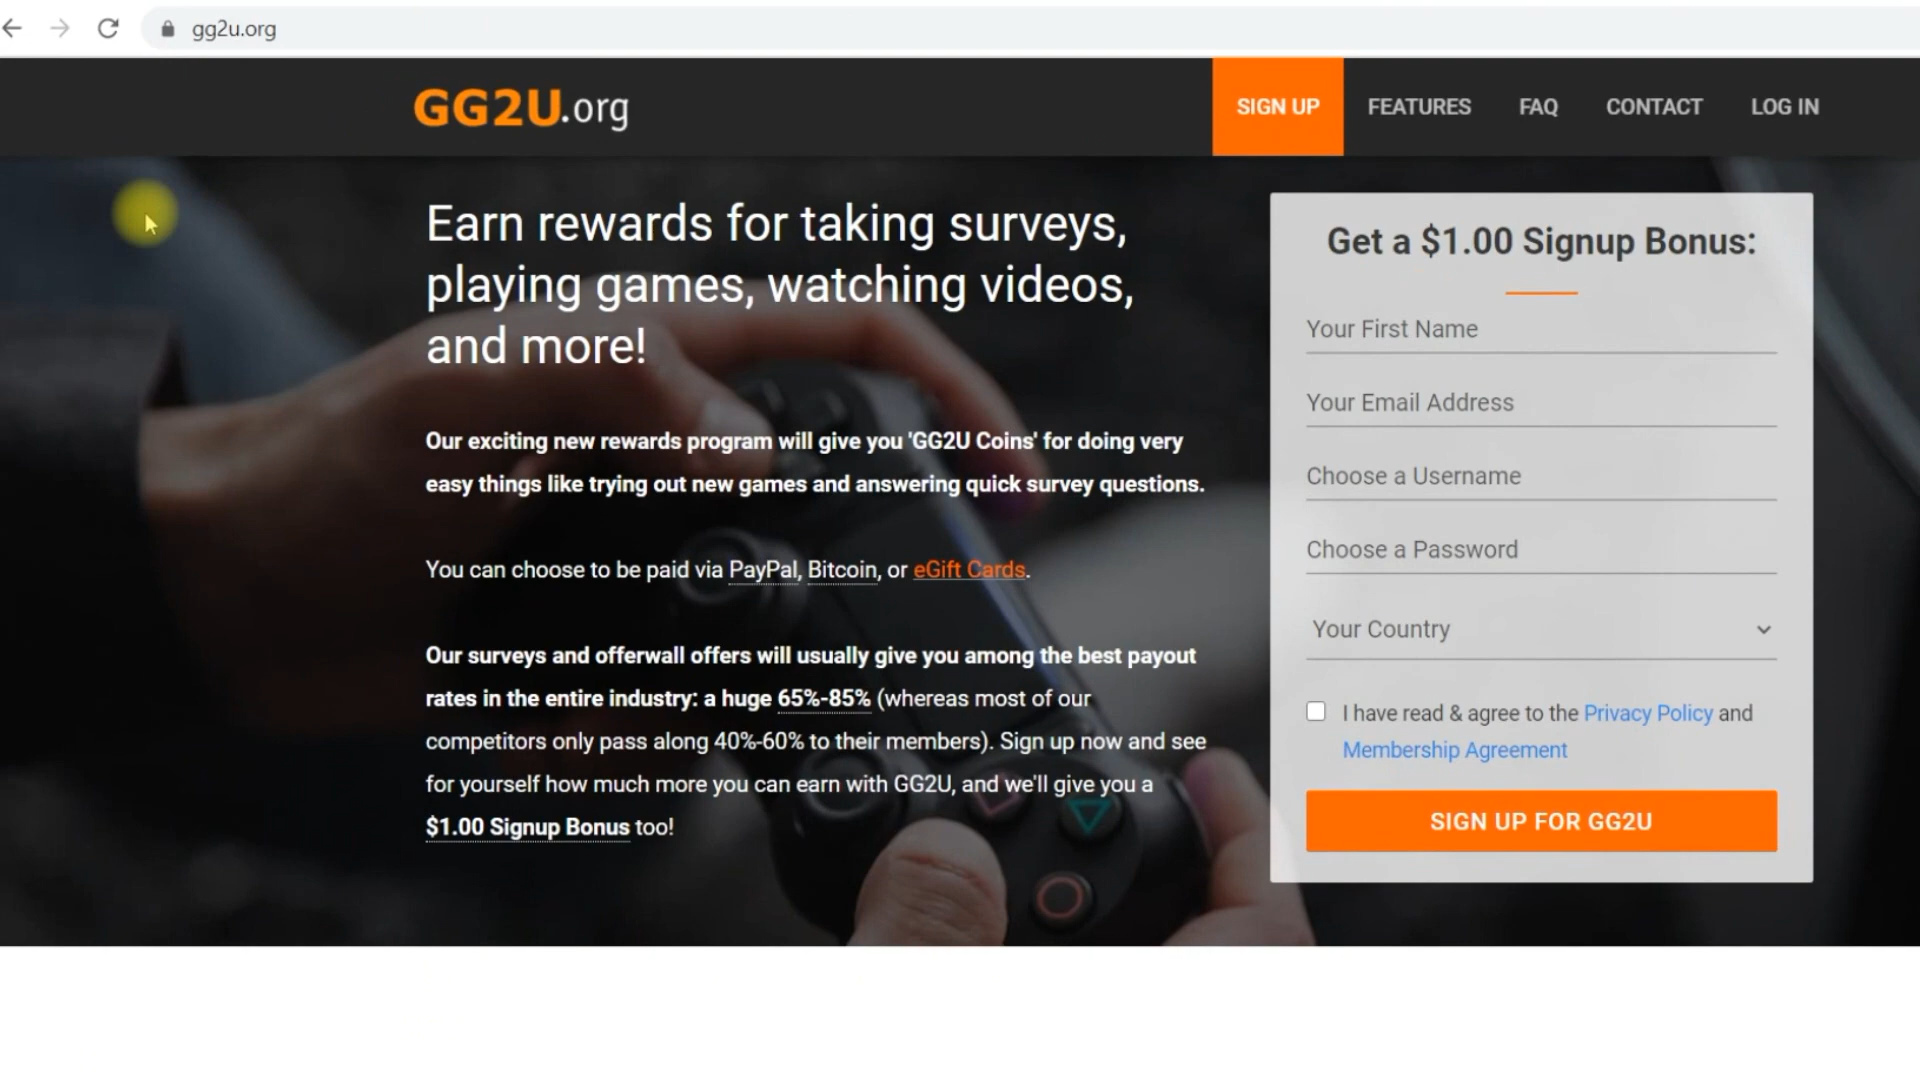 gg2u.org
GG2U.org
SIGN UP
FEATURES
FAQ
CONTACT
LOG IN
Earn rewards for taking surveys,
playing games, watching videos,
and more!
Our exciting new rewards program will give you 'GG2U Coins' for doing very
easy things like trying out new games and answering quick survey questions.
You can choose to be paid via PayPal, Bitcoin, or eGift Cards.
Our surveys and offerwall offers will usually give you among the best payout
rates in the entire industry: a huge 65%-85% (whereas most of our
competitors only pass along 40%-60% to their members). Sign up now and see
for yourself how much more you can earn with GG2U, and we'll give you a
$1.00 Signup Bonus too!
Get a $1.00 Signup Bonus:
Your First Name
Your Email Address
Choose a Username
Choose a Password
Your Country
I have read & agree to the Privacy Policy and
Membership Agreement
SIGN UP FOR GG2U